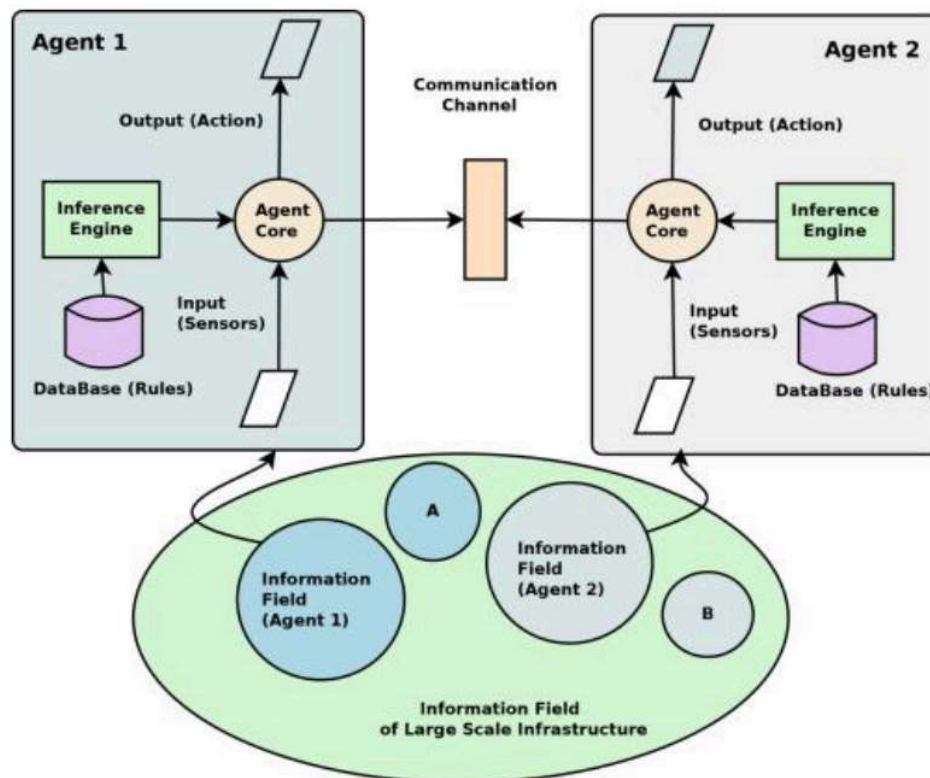 Agent 1
Agent 2
Communication
Channel
Output (Action)
Output (Action)
Inference
Engine
Agent
Core
Agent
Core
Inference
Engine
Input
(Sensors)
Input
(Sensors)
DataBase (Rules)
DataBase (Rules)
A
Information
Field
(Agent 1)
Information
Field
(Agent 2)
B
Information Field
of Large Scale Infrastructure